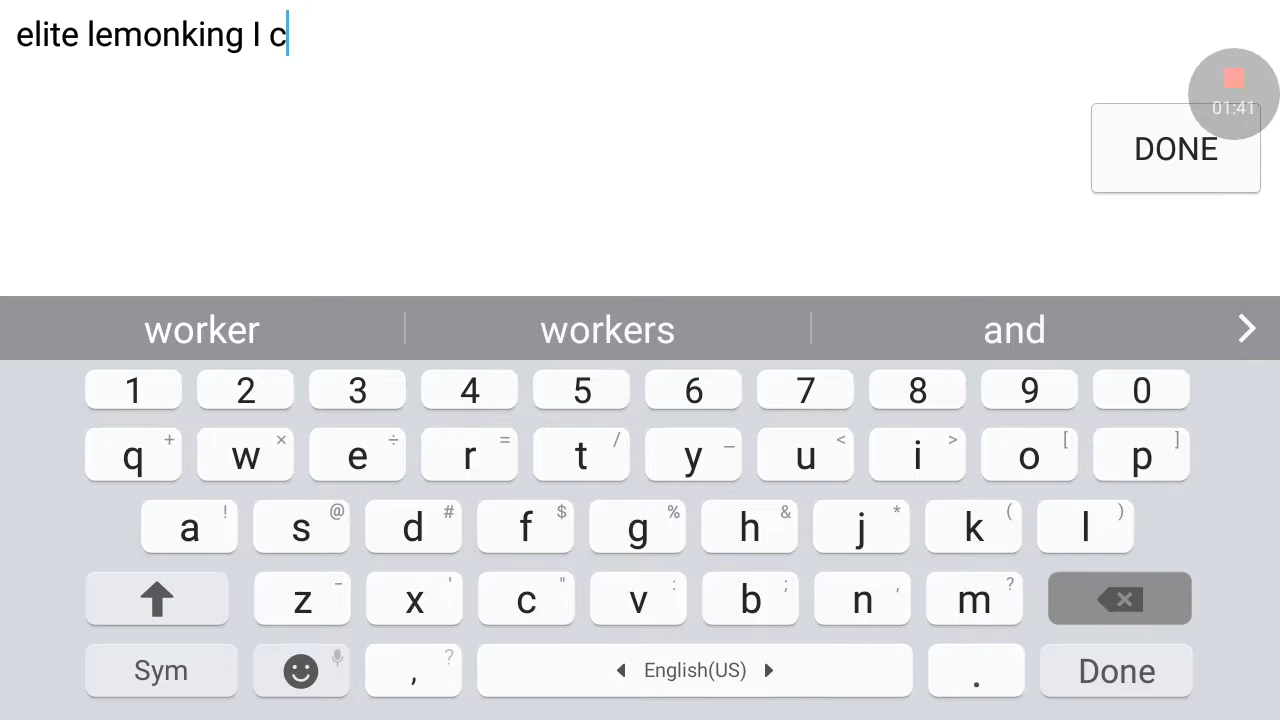 elite lemonking I c
01:41
DONE
worker workers and
1 2 3 4 5 6 7 8 9 0
q + w × e ÷ r = t / y _ u < i > o [ p ]
a ! s @ d # f $ g % h & j * k ( l )
z - x ' c " v : b ; n , m ?
Sym , ? English(US) . Done